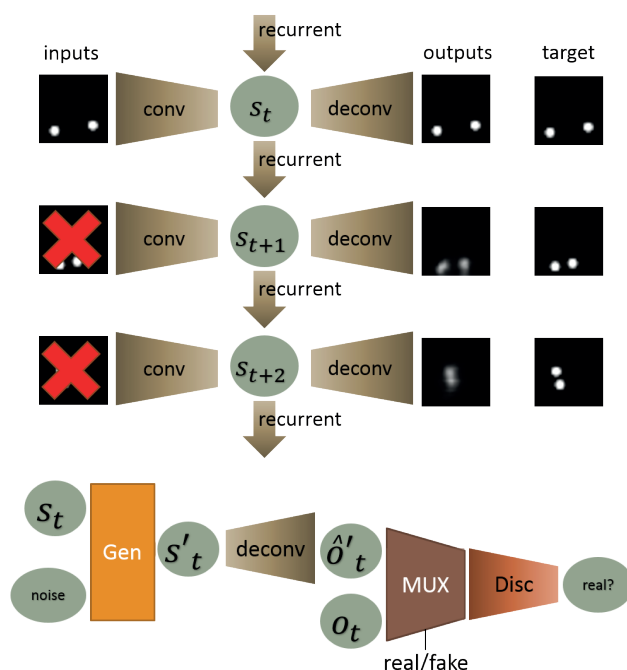 recurrent
inputs
outputs
target
conv
s_t
deconv
recurrent
conv
s_{t+1}
deconv
recurrent
conv
s_{t+2}
deconv
recurrent
s_t
noise
Gen
s'_t
deconv
ô'_t
o_t
MUX
Disc
real?
real/fake